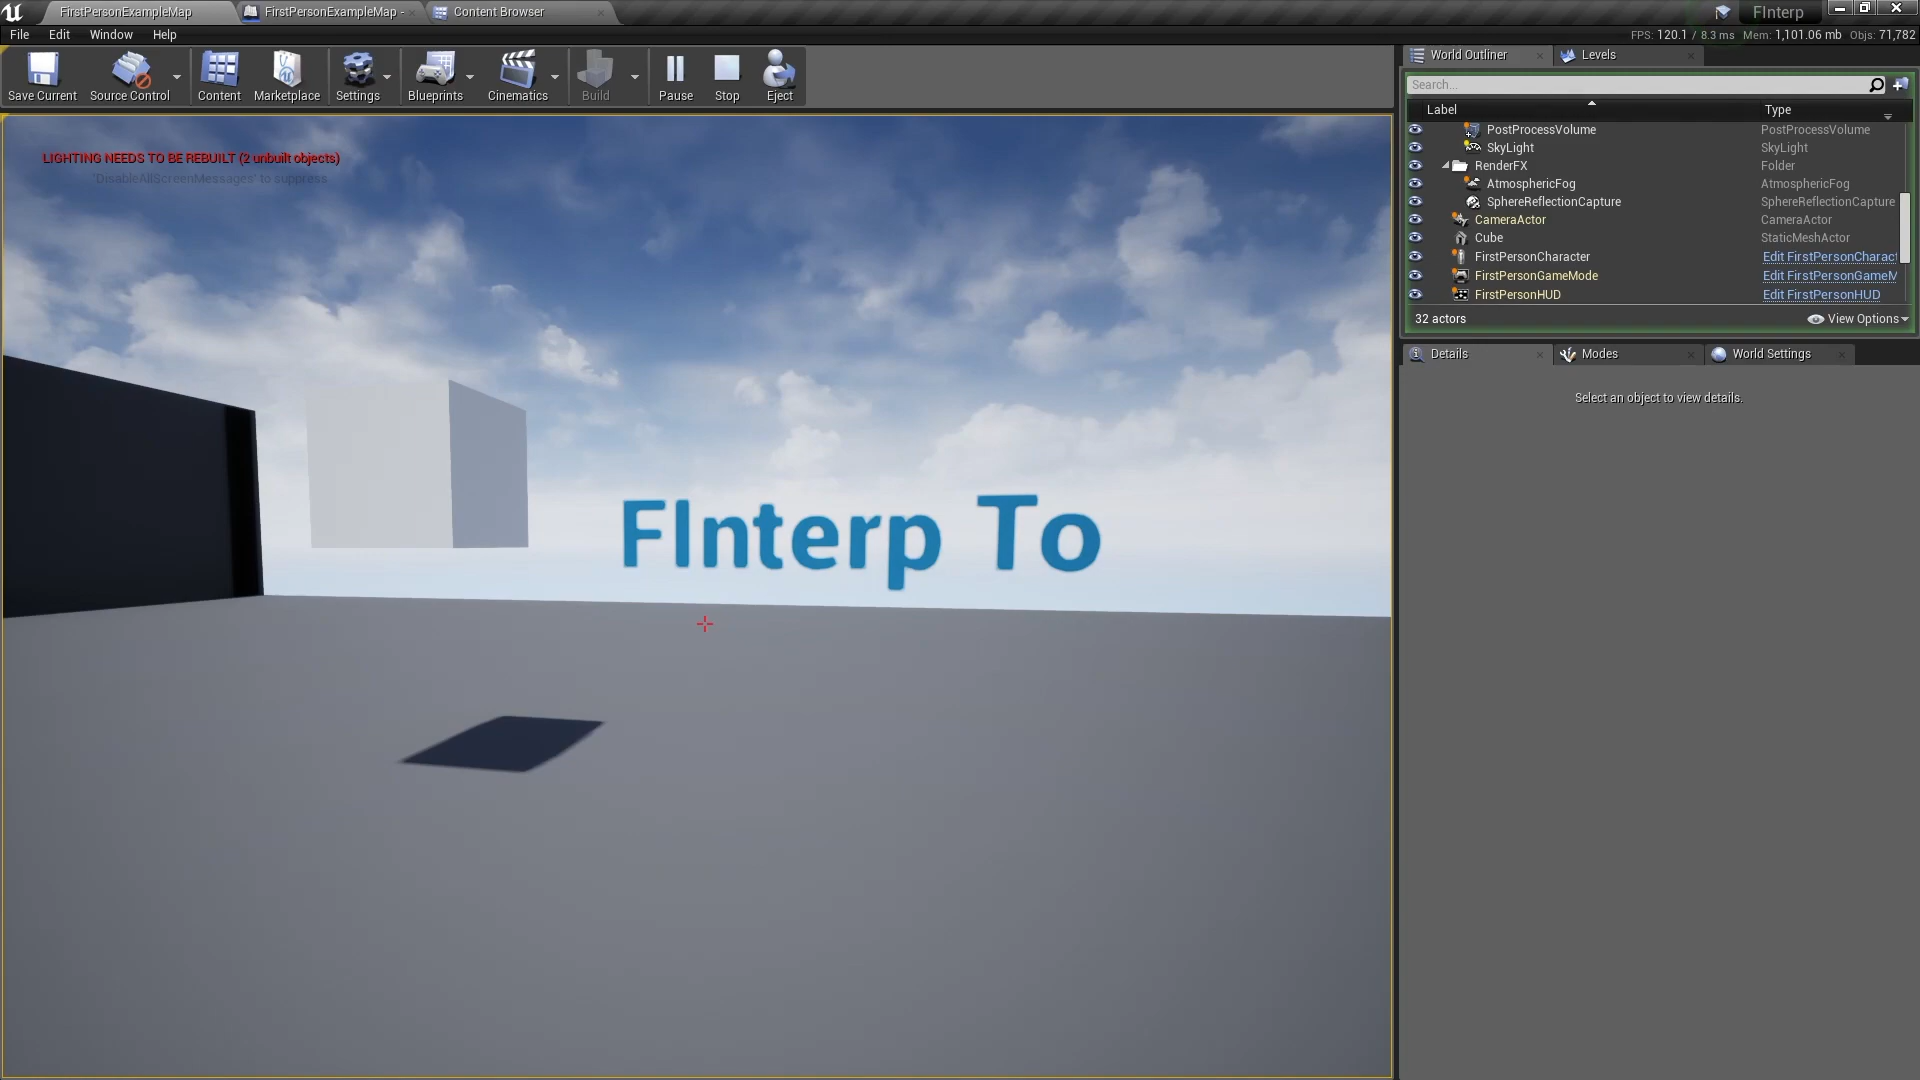 FirstPersonExampleMap
FirstPersonExampleMap -
Content Browser
FInterp
File Edit Window Help
FPS: 120.1 / 8.3 ms Mem: 1,101.06 mb Objs: 71,782
Save Current
Source Control
Content
Marketplace
Settings
Blueprints
Cinematics
Build
Pause
Stop
Eject
World Outliner
Levels
Search...
Label Type
PostProcessVolume PostProcessVolume
SkyLight SkyLight
RenderFX Folder
AtmosphericFog AtmosphericFog
SphereReflectionCapture SphereReflectionCapture
CameraActor CameraActor
Cube StaticMeshActor
FirstPersonCharacter Edit FirstPersonCharact
FirstPersonGameMode Edit FirstPersonGameM
FirstPersonHUD Edit FirstPersonHUD
32 actors View Options
Details
Modes
World Settings
Select an object to view details.
LIGHTING NEEDS TO BE REBUILT (2 unbuilt objects)
'DisableAllScreenMessages' to suppress
FInterp To